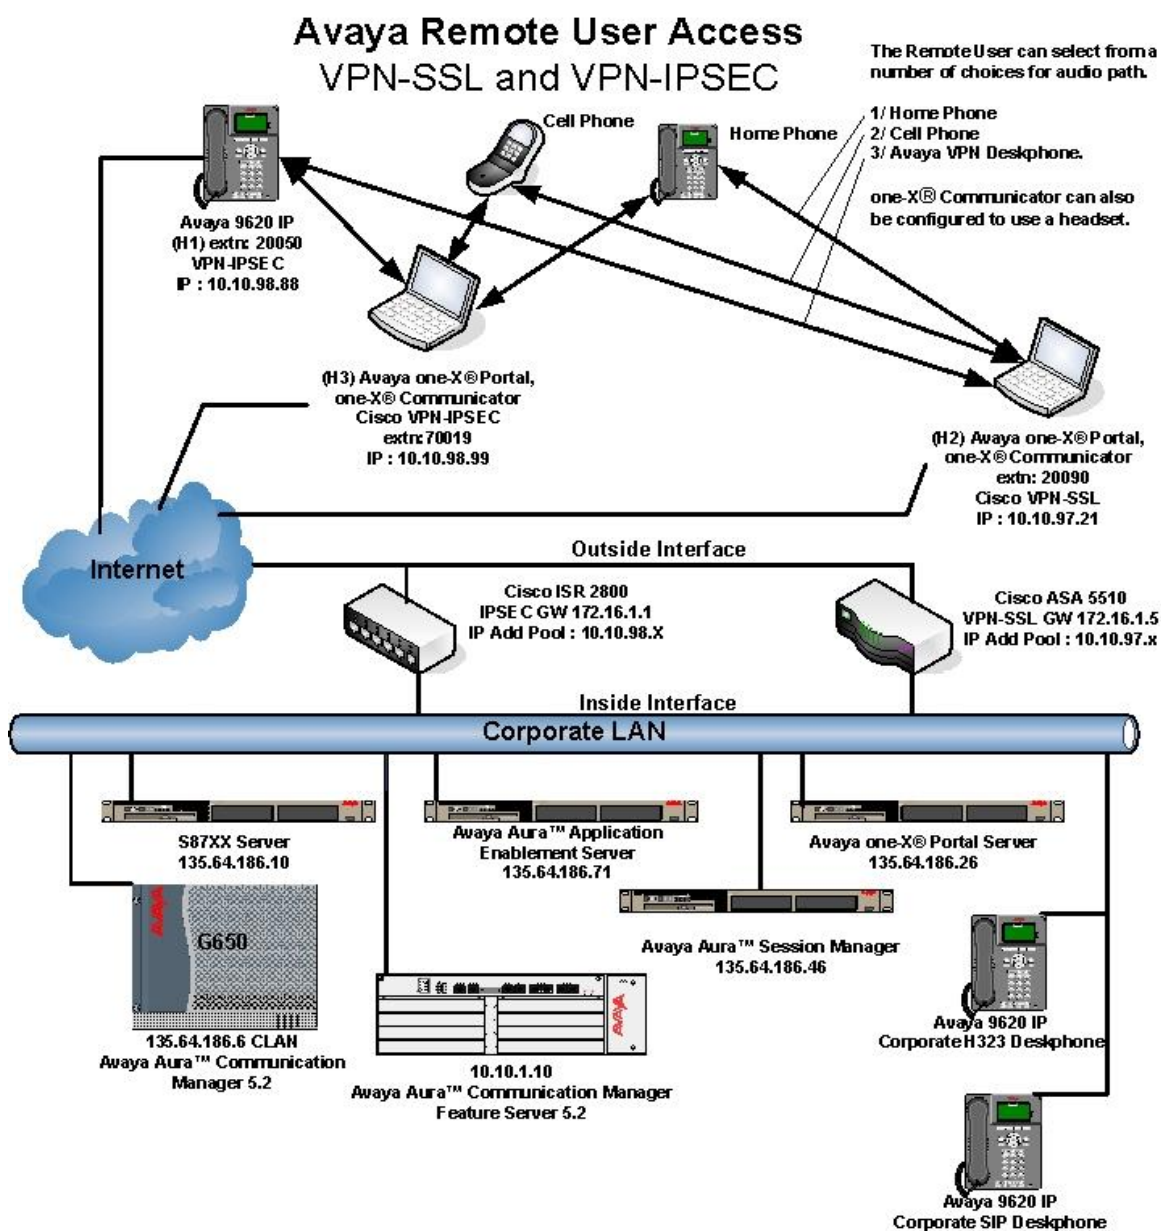 Avaya Remote User Access
VPN-SSL and VPN-IPSEC
The Remote User can select from a
number of choices for audio path.
1/ Home Phone
2/ Cell Phone
3/ Avaya VPN Deskphone.
one-X® Communicator can also
be configured to use a headset.
Cell Phone
Home Phone
Avaya 9620 IP
(H1) extn: 20050
VPN-IPSEC
IP : 10.10.98.88
(H3) Avaya one-X®Portal,
one-X® Communicator
Cisco VPN-IPSEC
extn:70019
IP : 10.10.98.99
(H2) Avaya one-X®Portal,
one-X®Communicator
extn: 20090
Cisco VPN-SSL
IP : 10.10.97.21
Internet
Outside Interface
Cisco ISR 2800
IPSEC GW 172.16.1.1
IP Add Pool : 10.10.98.X
Cisco ASA 5510
VPN-SSL GW 172.16.1.5
IP Add Pool : 10.10.97.x
Inside Interface
Corporate LAN
S87XX Server
135.64.186.10
Avaya Aura™ Application
Enablement Server
135.64.186.71
Avaya one-X® Portal Server
135.64.186.26
AVAYA
G650
Avaya Aura™ Session Manager
135.64.186.46
AVAYA
135.64.186.6 CLAN
Avaya Aura™ Communication
Manager 5.2
10.10.1.10
Avaya Aura™ Communication Manager
Feature Server 5.2
Avaya 9620 IP
Corporate H323 Deskphone
Avaya 9620 IP
Corporate SIP Deskphone